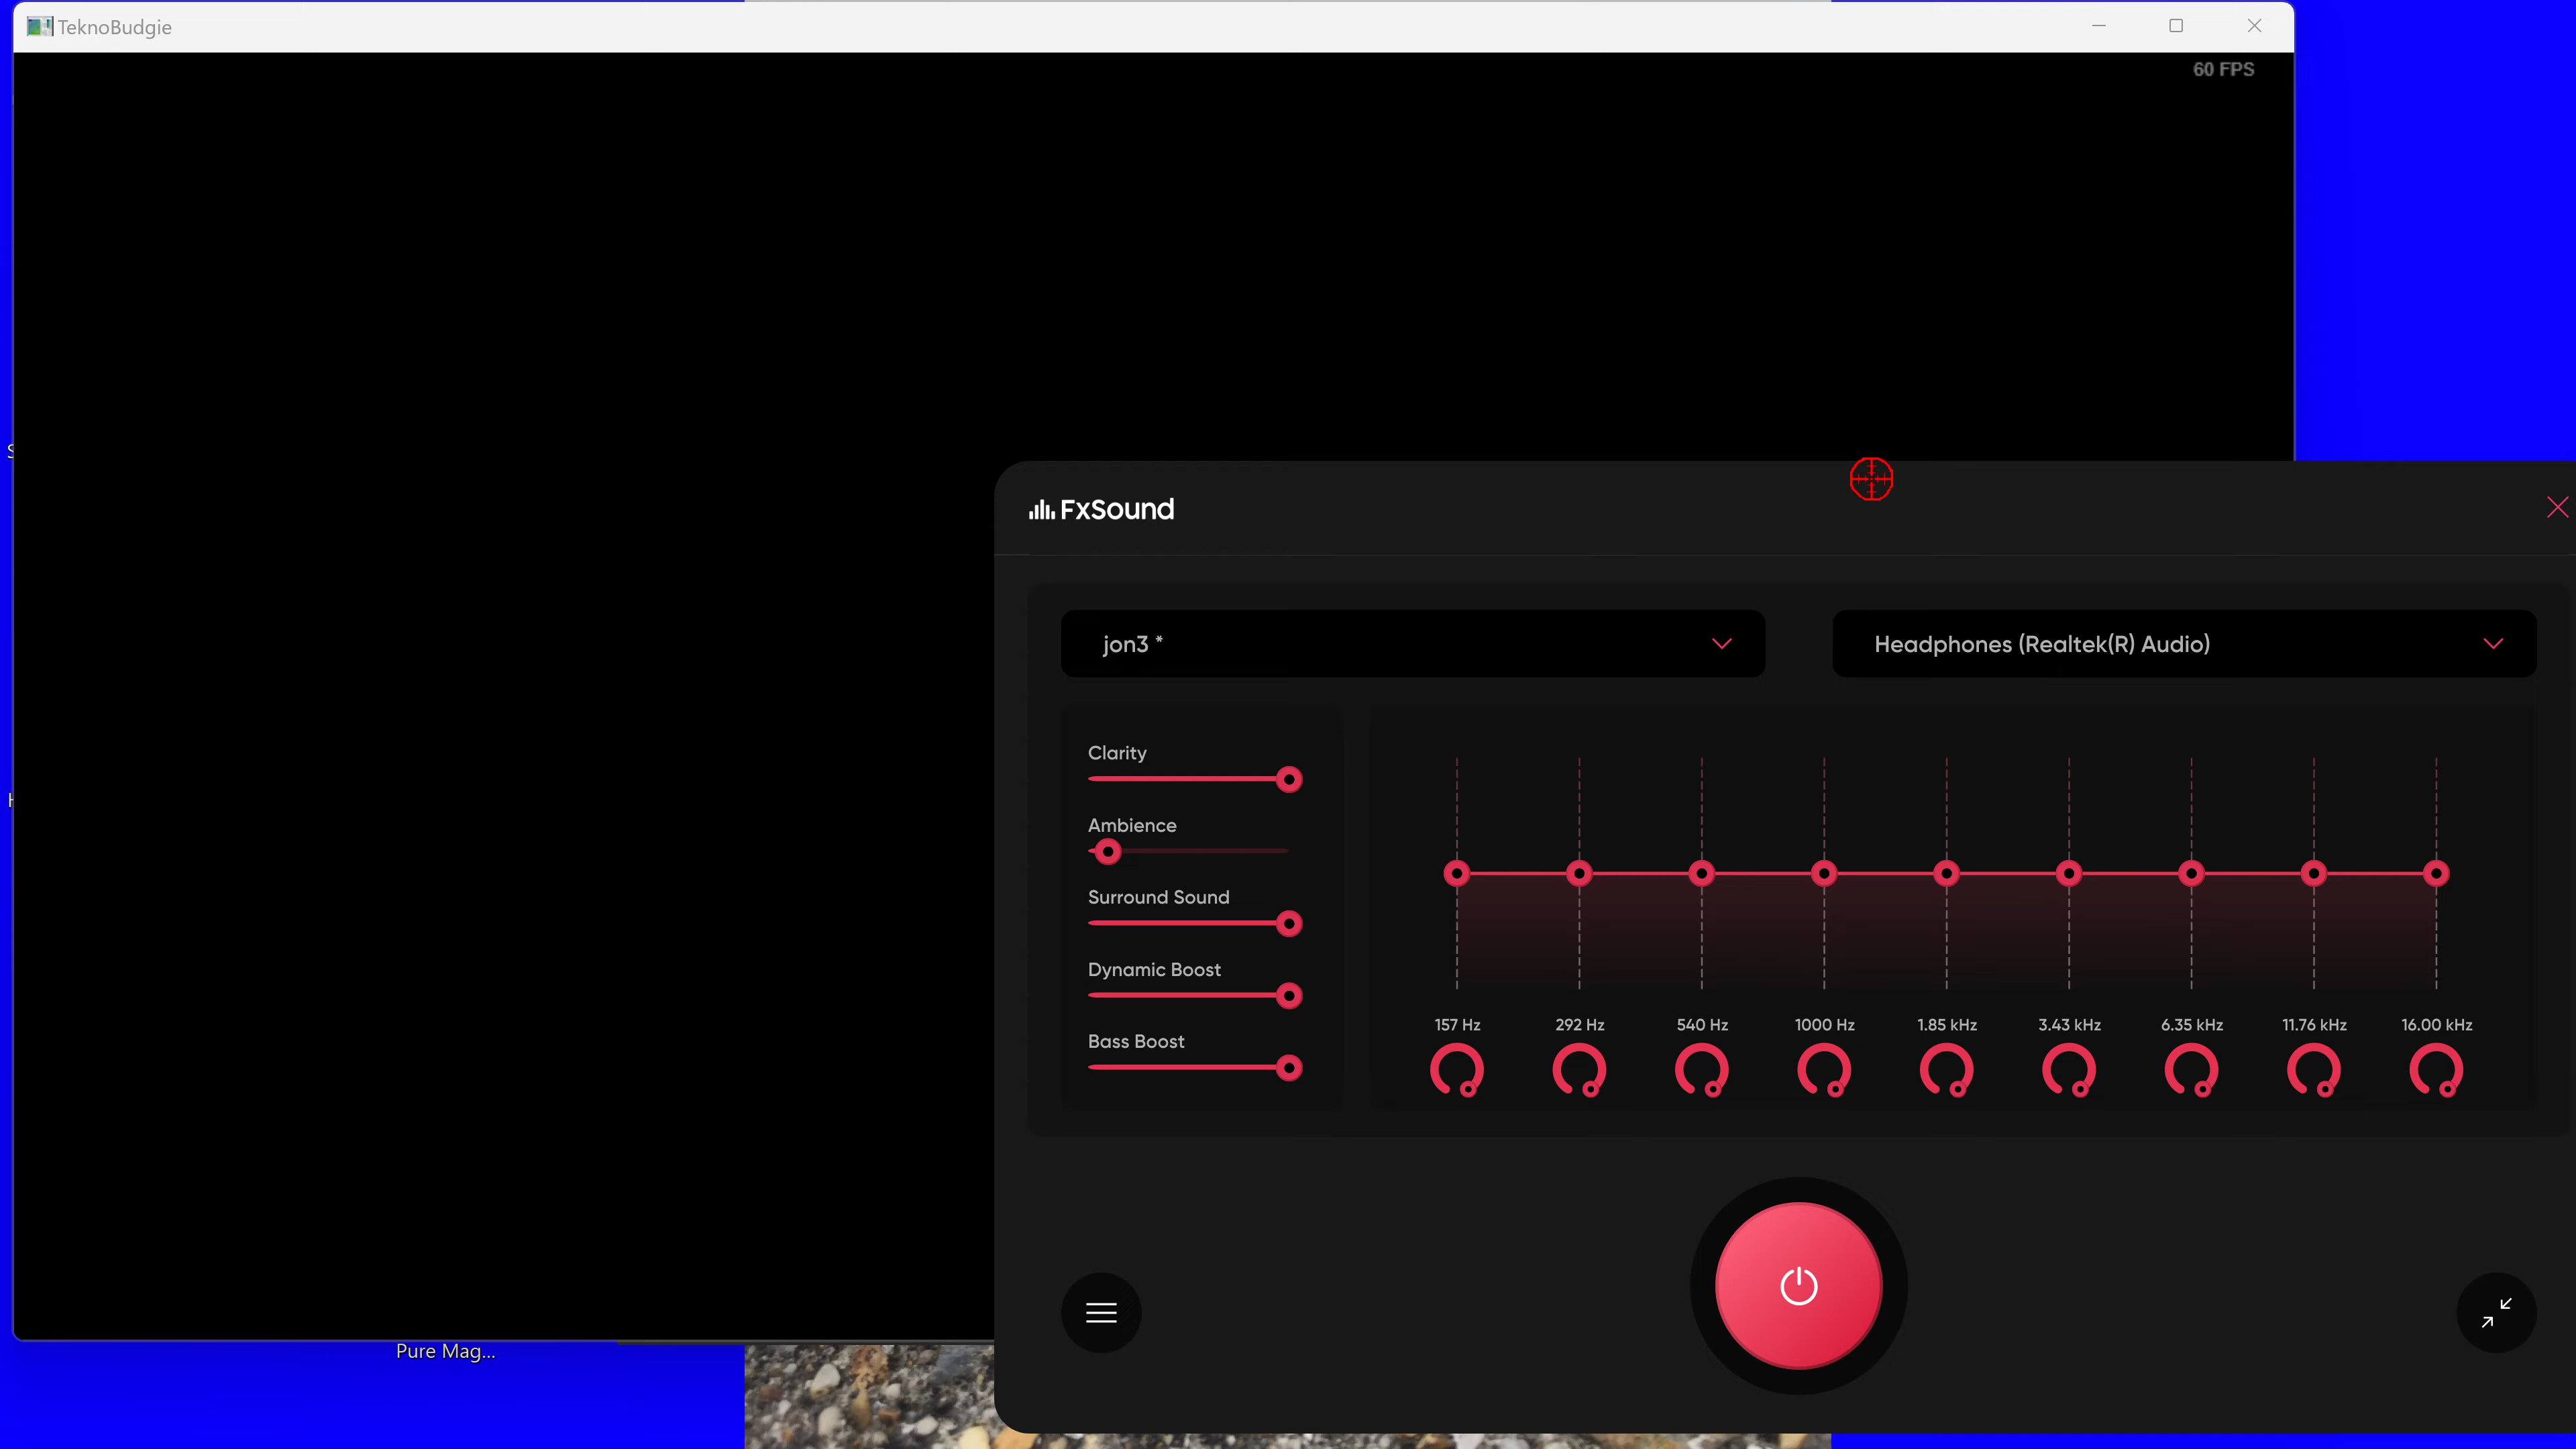 TeknoBudgie
60 FPS
FxSound
jon3 *
Headphones (Realtek(R) Audio)
Clarity
Ambience
Surround Sound
Dynamic Boost
Bass Boost
157 Hz
292 Hz
540 Hz
1000 Hz
1.85 kHz
3.43 kHz
6.35 kHz
11.76 kHz
16.00 kHz
Pure Mag...